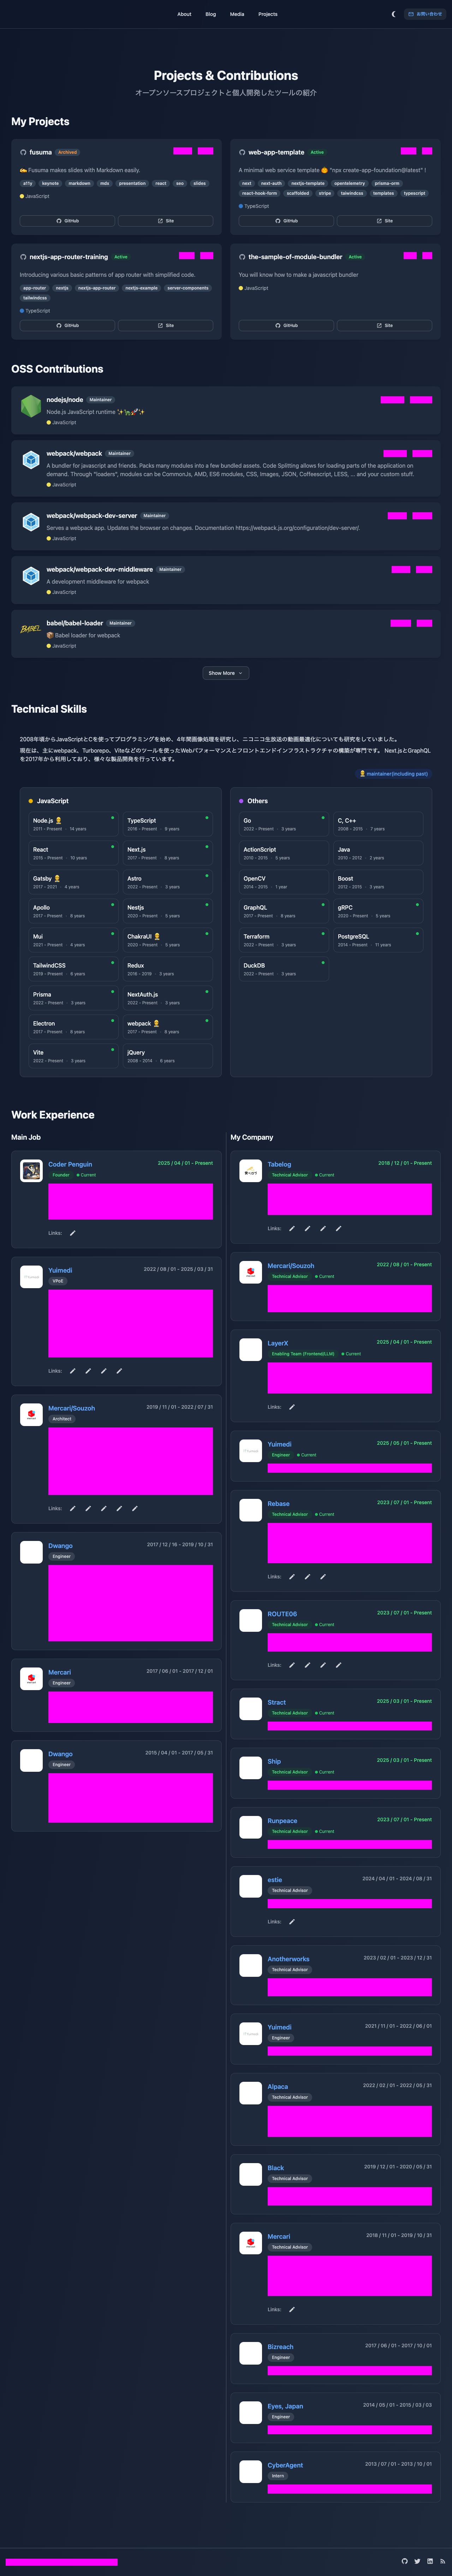 About Blog Media Projects お問い合わせ
Projects & Contributions
オープンソースプロジェクトと個人開発したツールの紹介
My Projects
fusuma Archived
Fusuma makes slides with Markdown easily.
a11y keynote markdown mdx presentation react seo slides
JavaScript
GitHub Site
web-app-template Active
A minimal web service template 🤩 "npx create-app-foundation@latest" !
next next-auth nextjs-template opentelemetry prisma-orm
react-hook-form scaffolded stripe tailwindcss templates typescript
TypeScript
GitHub Site
nextjs-app-router-training Active
Introducing various basic patterns of app router with simplified code.
app-router nextjs nextjs-app-router nextjs-example server-components
tailwindcss
TypeScript
GitHub Site
the-sample-of-module-bundler Active
You will know how to make a javascript bundler
JavaScript
GitHub Site
OSS Contributions
nodejs/node Maintainer
Node.js JavaScript runtime ✨🐢🚀✨
JavaScript
webpack/webpack Maintainer
A bundler for javascript and friends. Packs many modules into a few bundled assets. Code Splitting allows for loading parts of the application on
demand. Through "loaders", modules can be CommonJs, AMD, ES6 modules, CSS, Images, JSON, Coffeescript, LESS, ... and your custom stuff.
JavaScript
webpack/webpack-dev-server Maintainer
Serves a webpack app. Updates the browser on changes. Documentation https://webpack.js.org/configuration/dev-server/.
JavaScript
webpack/webpack-dev-middleware Maintainer
A development middleware for webpack
JavaScript
BABEL
babel/babel-loader Maintainer
📦 Babel loader for webpack
JavaScript
Show More
Technical Skills
2008年頃からJavaScriptとCを使ってプログラミングを始め、4年間画像処理を研究し、ニコニコ生放送の動画最適化についても研究をしていました。
現在は、主にwebpack、Turborepo、Viteなどのツールを使ったWebパフォーマンスとフロントエンドインフラストラクチャの構築が専門です。 Next.jsとGraphQL
を2017年から利用しており、様々な製品開発を行っています。
maintainer(including past)
JavaScript
Node.js
2011 - Present · 14 years
TypeScript
2016 - Present · 9 years
React
2015 - Present · 10 years
Next.js
2017 - Present · 8 years
Gatsby
2017 - 2021 · 4 years
Astro
2022 - Present · 3 years
Apollo
2017 - Present · 8 years
Nestjs
2020 - Present · 5 years
Mui
2021 - Present · 4 years
ChakraUI
2020 - Present · 5 years
TailwindCSS
2019 - Present · 6 years
Redux
2016 - 2019 · 3 years
Prisma
2022 - Present · 3 years
NextAuth.js
2022 - Present · 3 years
Electron
2017 - Present · 8 years
webpack
2017 - Present · 8 years
Vite
2022 - Present · 3 years
jQuery
2008 - 2014 · 6 years
Others
Go
2022 - Present · 3 years
C, C++
2008 - 2015 · 7 years
ActionScript
2010 - 2015 · 5 years
Java
2010 - 2012 · 2 years
OpenCV
2014 - 2015 · 1 year
Boost
2012 - 2015 · 3 years
GraphQL
2017 - Present · 8 years
gRPC
2020 - Present · 5 years
Terraform
2022 - Present · 3 years
PostgreSQL
2014 - Present · 11 years
DuckDB
2022 - Present · 3 years
Work Experience
Main Job
Coder Penguin 2025 / 04 / 01 - Present
Founder Current
Links:
Yuimedi 2022 / 08 / 01 - 2025 / 03 / 31
VPoE
Links:
Mercari/Souzoh 2019 / 11 / 01 - 2022 / 07 / 31
Architect
Links:
Dwango 2017 / 12 / 16 - 2019 / 10 / 31
Engineer
Mercari 2017 / 06 / 01 - 2017 / 12 / 01
Engineer
Dwango 2015 / 04 / 01 - 2017 / 05 / 31
Engineer
My Company
Tabelog 2018 / 12 / 01 - Present
Technical Advisor Current
Links:
Mercari/Souzoh 2022 / 08 / 01 - Present
Technical Advisor Current
LayerX 2025 / 04 / 01 - Present
Enabling Team (Frontend/LLM) Current
Links:
Yuimedi 2025 / 05 / 01 - Present
Engineer Current
Rebase 2023 / 07 / 01 - Present
Technical Advisor Current
Links:
ROUTE06 2023 / 07 / 01 - Present
Technical Advisor Current
Links:
Stract 2025 / 03 / 01 - Present
Technical Advisor Current
Ship 2025 / 03 / 01 - Present
Technical Advisor Current
Runpeace 2023 / 07 / 01 - Present
Technical Advisor Current
estie 2024 / 04 / 01 - 2024 / 08 / 31
Technical Advisor
Links:
Anotherworks 2023 / 02 / 01 - 2023 / 12 / 31
Technical Advisor
Yuimedi 2021 / 11 / 01 - 2022 / 06 / 01
Engineer
Alpaca 2022 / 02 / 01 - 2022 / 05 / 31
Technical Advisor
Black 2019 / 12 / 01 - 2020 / 05 / 31
Technical Advisor
Mercari 2018 / 11 / 01 - 2019 / 10 / 31
Technical Advisor
Links:
Bizreach 2017 / 06 / 01 - 2017 / 10 / 01
Engineer
Eyes, Japan 2014 / 05 / 01 - 2015 / 03 / 03
Engineer
CyberAgent 2013 / 07 / 01 - 2013 / 10 / 01
Intern